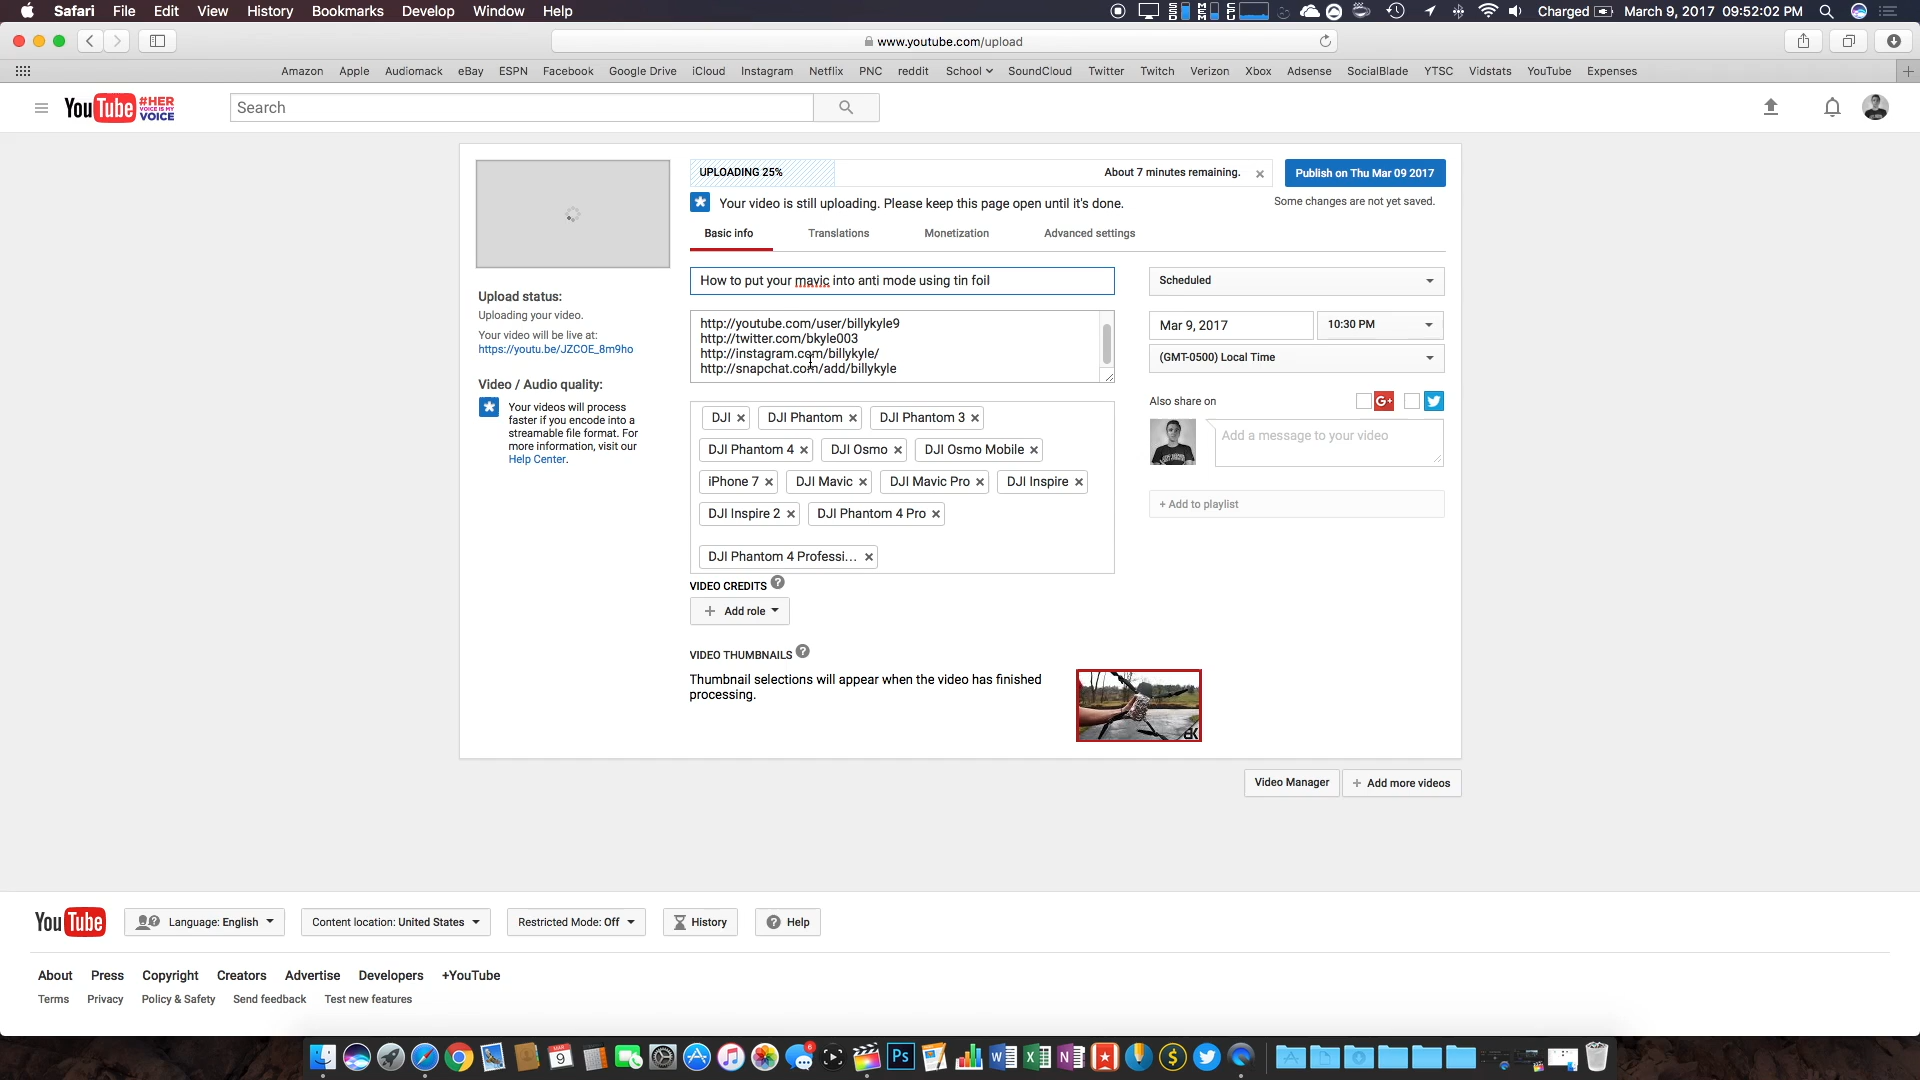 Safari File Edit View History Bookmarks Develop Window Help
Charged March 9, 2017 09:52:02 PM
www.youtube.com/upload
Amazon Apple Audiomack eBay ESPN Facebook Google Drive iCloud Instagram Netflix PNC reddit School SoundCloud Twitter Twitch Verizon Xbox Adsense SocialBlade YTSC Vidstats YouTube Expenses
YouTube #HER VOICE IS MY VOICE
Search
UPLOADING 25%
About 7 minutes remaining.
Publish on Thu Mar 09 2017
Your video is still uploading. Please keep this page open until it's done.
Some changes are not yet saved.
Basic info Translations Monetization Advanced settings
How to put your mavic into anti mode using tin foil
http://youtube.com/user/billykyle9
http://twitter.com/bkyle003
http://instagram.com/billykyle/
http://snapchat.com/add/billykyle
Upload status:
Uploading your video.
Your video will be live at:
https://youtu.be/JZCOE_8m9ho
Video / Audio quality:
Your videos will process
faster if you encode into a
streamable file format. For
more information, visit our
Help Center.
DJI DJI Phantom DJI Phantom 3
DJI Phantom 4 DJI Osmo DJI Osmo Mobile
iPhone 7 DJI Mavic DJI Mavic Pro DJI Inspire
DJI Inspire 2 DJI Phantom 4 Pro
DJI Phantom 4 Professi...
VIDEO CREDITS ?
+ Add role
VIDEO THUMBNAILS ?
Thumbnail selections will appear when the video has finished
processing.
BK
Scheduled
Mar 9, 2017 10:30 PM
(GMT-0500) Local Time
Also share on G+
Add a message to your video
+ Add to playlist
Video Manager + Add more videos
YouTube Language: English Content location: United States Restricted Mode: Off History Help
About Press Copyright Creators Advertise Developers +YouTube
Terms Privacy Policy & Safety Send feedback Test new features